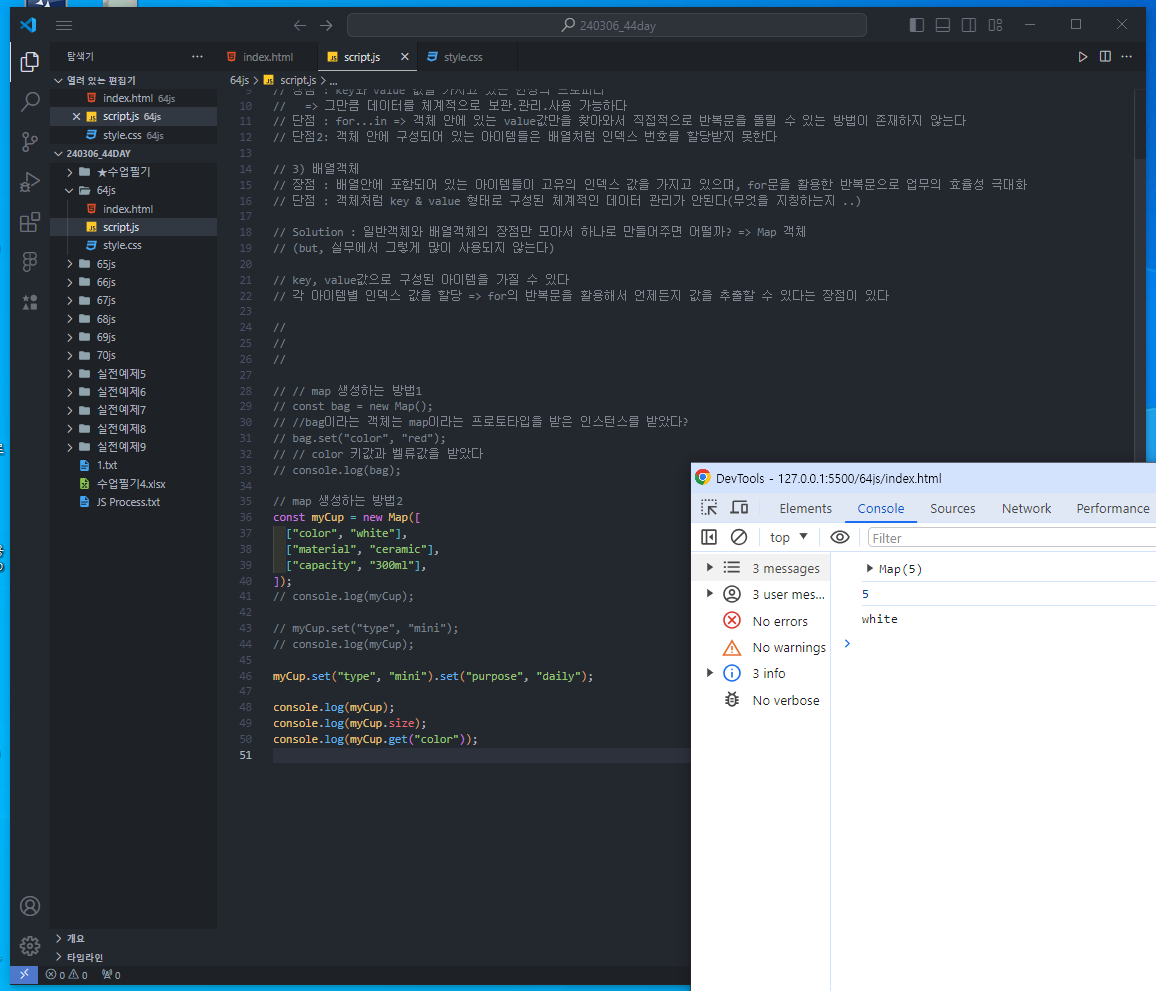 240306_44day
탐색기
index.html
script.js
style.css
열려 있는 편집기
index.html 64js
script.js 64js
style.css 64js
240306_44DAY
★수업필기
64js
index.html
script.js
style.css
65js
66js
67js
68js
69js
70js
실전예제5
실전예제6
실전예제7
실전예제8
실전예제9
1.txt
수업필기4.xlsx
JS Process.txt
개요
타임라인
0 0 0
64js > script.js > ...
10 //   => 그만큼 데이터를 체계적으로 보관.관리.사용 가능하다
11 // 단점 : for...in => 객체 안에 있는 value값만을 찾아와서 직접적으로 반복문을 돌릴 수 있는 방법이 존재하지 않는다
12 // 단점2: 객체 안에 구성되어 있는 아이템들은 배열처럼 인덱스 번호를 할당받지 못한다
13
14 // 3) 배열객체
15 // 장점 : 배열안에 포함되어 있는 아이템들이 고유의 인덱스 값을 가지고 있으며, for문을 활용한 반복문으로 업무의 효율성 극대화
16 // 단점 : 객체처럼 key & value 형태로 구성된 체계적인 데이터 관리가 안된다(무엇을 지칭하는지 ..)
17
18 // Solution : 일반객체와 배열객체의 장점만 모아서 하나로 만들어주면 어떨까? => Map 객체
19 // (but, 실무에서 그렇게 많이 사용되지 않는다)
20
21 // key, value값으로 구성된 아이템을 가질 수 있다
22 // 각 아이템별 인덱스 값을 할당 => for의 반복문을 활용해서 언제든지 값을 추출할 수 있다는 장점이 있다
23
24 //
25 //
26 //
27
28 // // map 생성하는 방법1
29 // const bag = new Map();
30 // //bag이라는 객체는 map이라는 프로토타입을 받은 인스턴스를 받았다?
31 // bag.set("color", "red");
32 // // color 키값과 벨류값을 받았다
33 // console.log(bag);
34
35 // map 생성하는 방법2
36 const myCup = new Map([
37   ["color", "white"],
38   ["material", "ceramic"],
39   ["capacity", "300ml"],
40 ]);
41 // console.log(myCup);
42
43 // myCup.set("type", "mini");
44 // console.log(myCup);
45
46 myCup.set("type", "mini").set("purpose", "daily");
47
48 console.log(myCup);
49 console.log(myCup.size);
50 console.log(myCup.get("color"));
51
DevTools - 127.0.0.1:5500/64js/index.html
Elements Console Sources Network Performance
top Filter
3 messages
3 user mes...
No errors
No warnings
3 info
No verbose
Map(5)
5
white